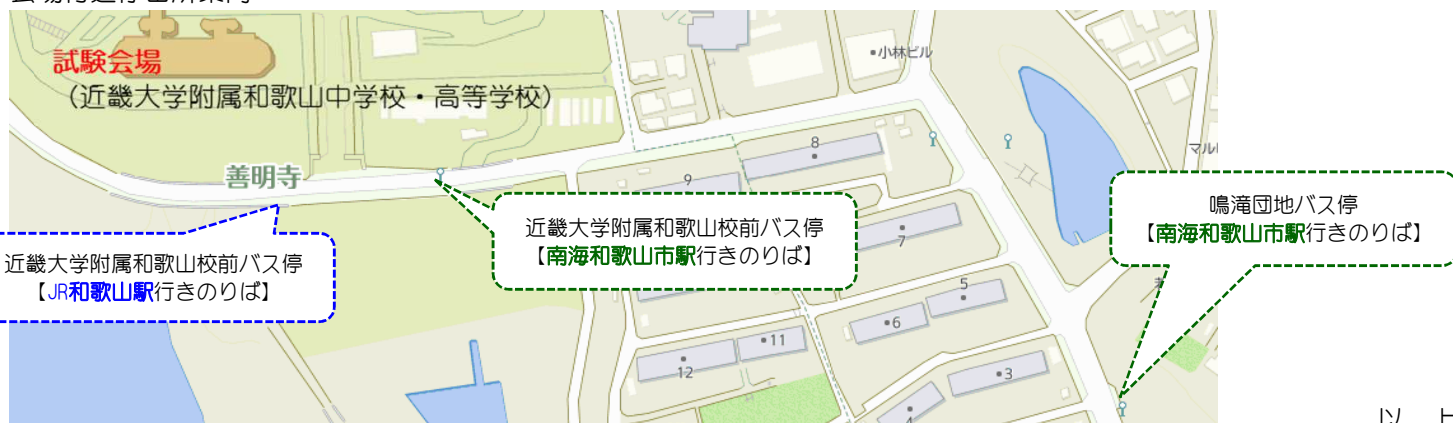 試験会場
（近畿大学附属和歌山中学校・高等学校）
•小林ビル
善明寺
8
9
マル
鳴滝団地バス停
【南海和歌山市駅行きのりば】
近畿大学附属和歌山校前バス停
【南海和歌山市駅行きのりば】
7
近畿大学附属和歌山校前バス停
【JR和歌山駅行きのりば】
5
•6
•11
12
•3
以　上